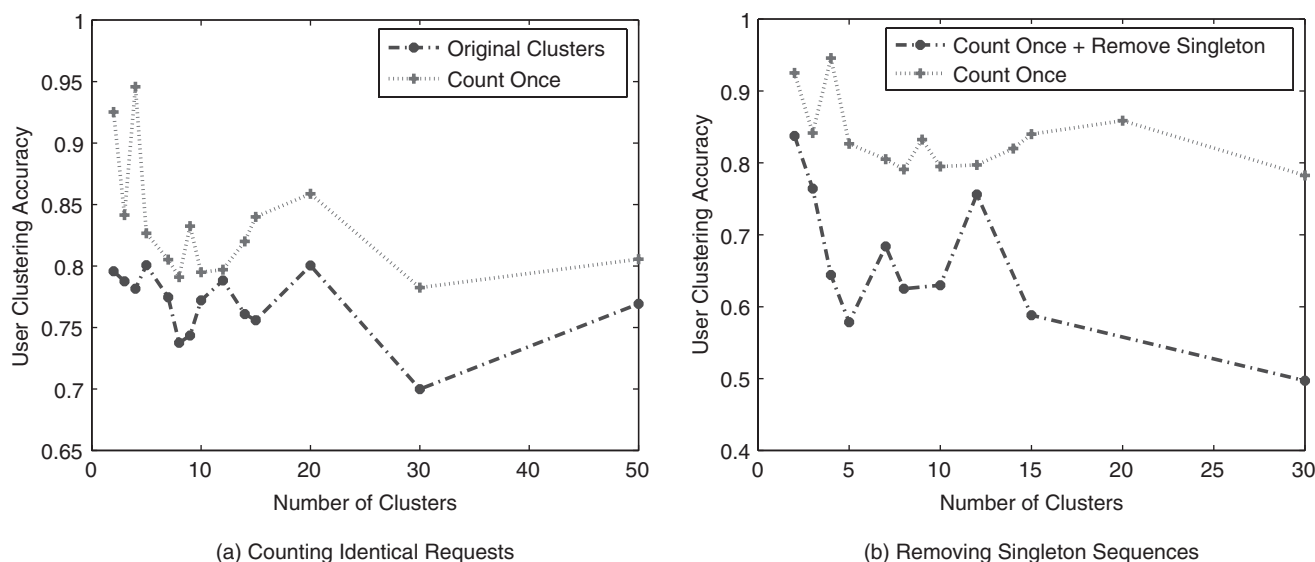 1
0.95
0.9
0.85
0.8
0.75
0.7
0.65
User Clustering Accuracy
Original Clusters
Count Once
0 10 20 30 40 50
Number of Clusters
(a) Counting Identical Requests
1
0.9
0.8
0.7
0.6
0.5
0.4
User Clustering Accuracy
Count Once + Remove Singleton
Count Once
0 5 10 15 20 25 30
Number of Clusters
(b) Removing Singleton Sequences